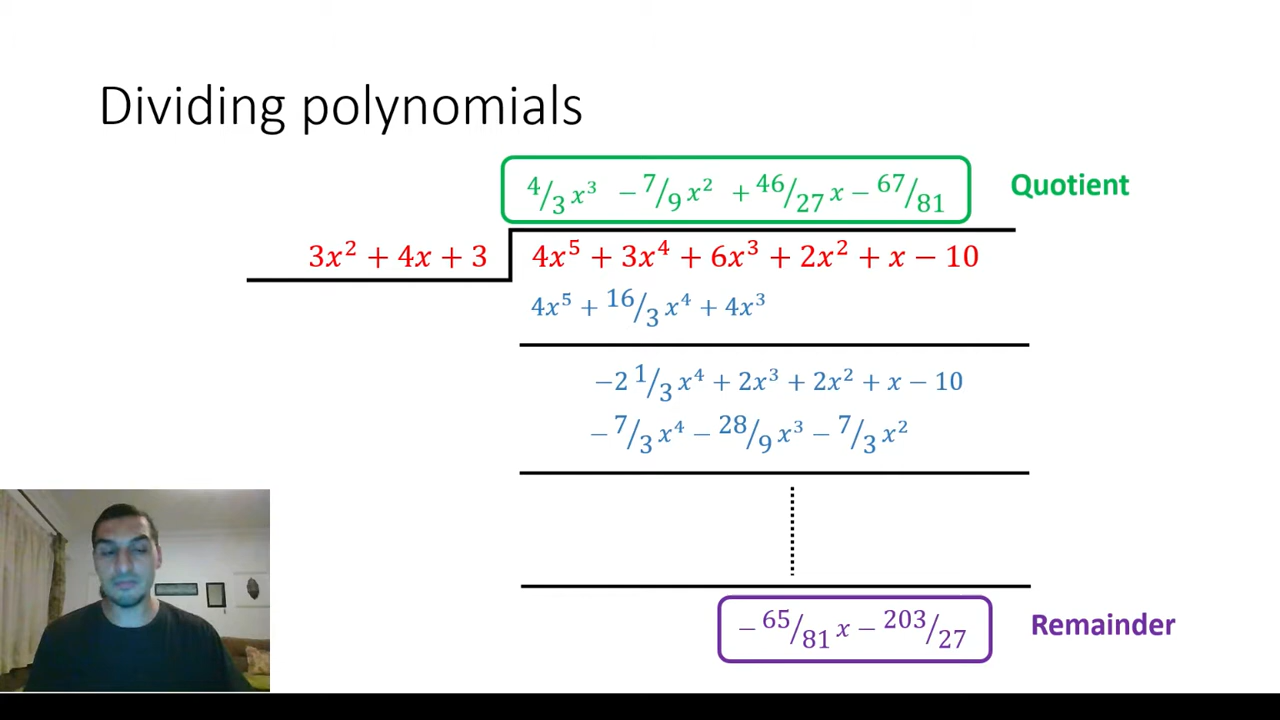 Dividing polynomials
4/3 x³ − 7/9 x² + 46/27 x − 67/81 Quotient
3x² + 4x + 3 4x⁵ + 3x⁴ + 6x³ + 2x² + x − 10
4x⁵ + 16/3 x⁴ + 4x³
−2 1/3 x⁴ + 2x³ + 2x² + x − 10
− 7/3 x⁴ − 28/9 x³ − 7/3 x²
− 65/81 x − 203/27 Remainder